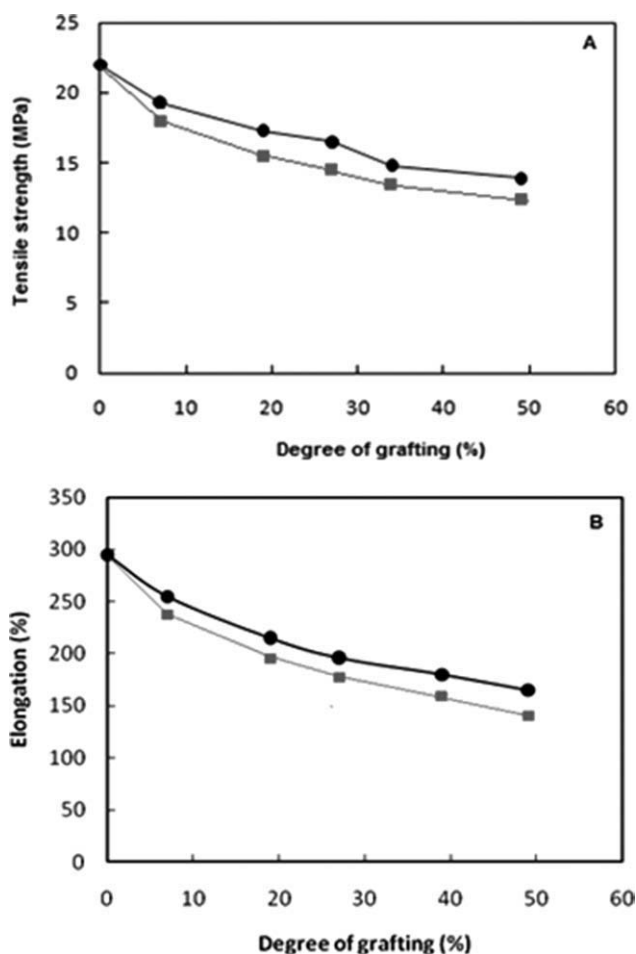 A
25
20
15
10
5
0
Tensile strength (MPa)
0 10 20 30 40 50 60
Degree of grafting (%)
B
350
300
250
200
150
100
50
0
Elongation (%)
0 10 20 30 40 50 60
Degree of grafting (%)